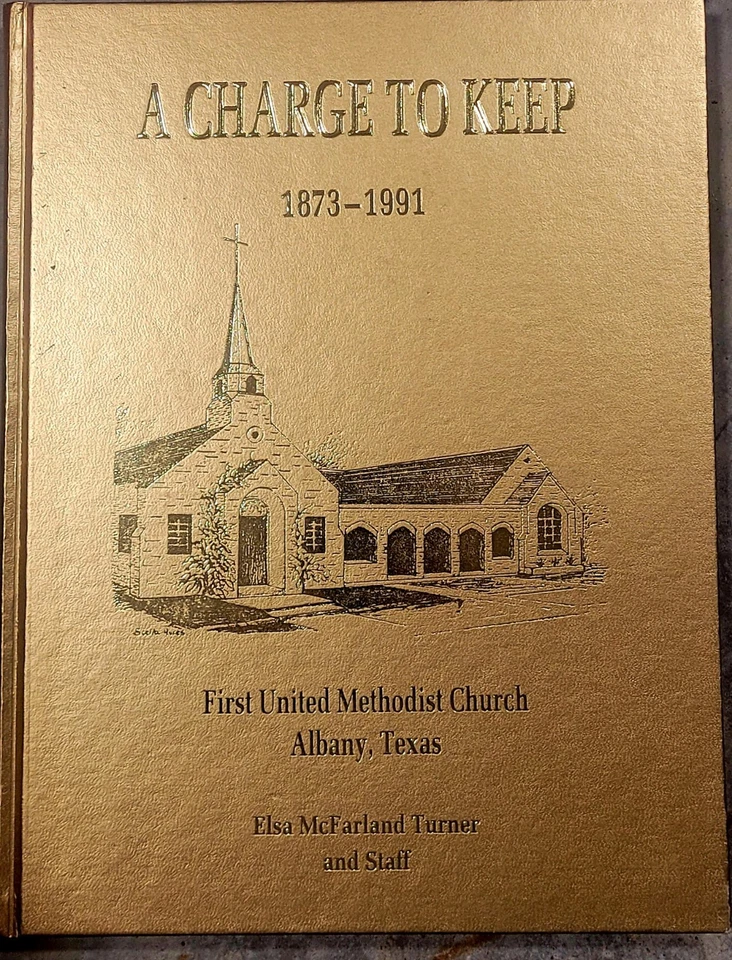 A CHARGE TO KEEP
1873–1991
First United Methodist Church
Albany, Texas
Elsa McFarland Turner
and Staff